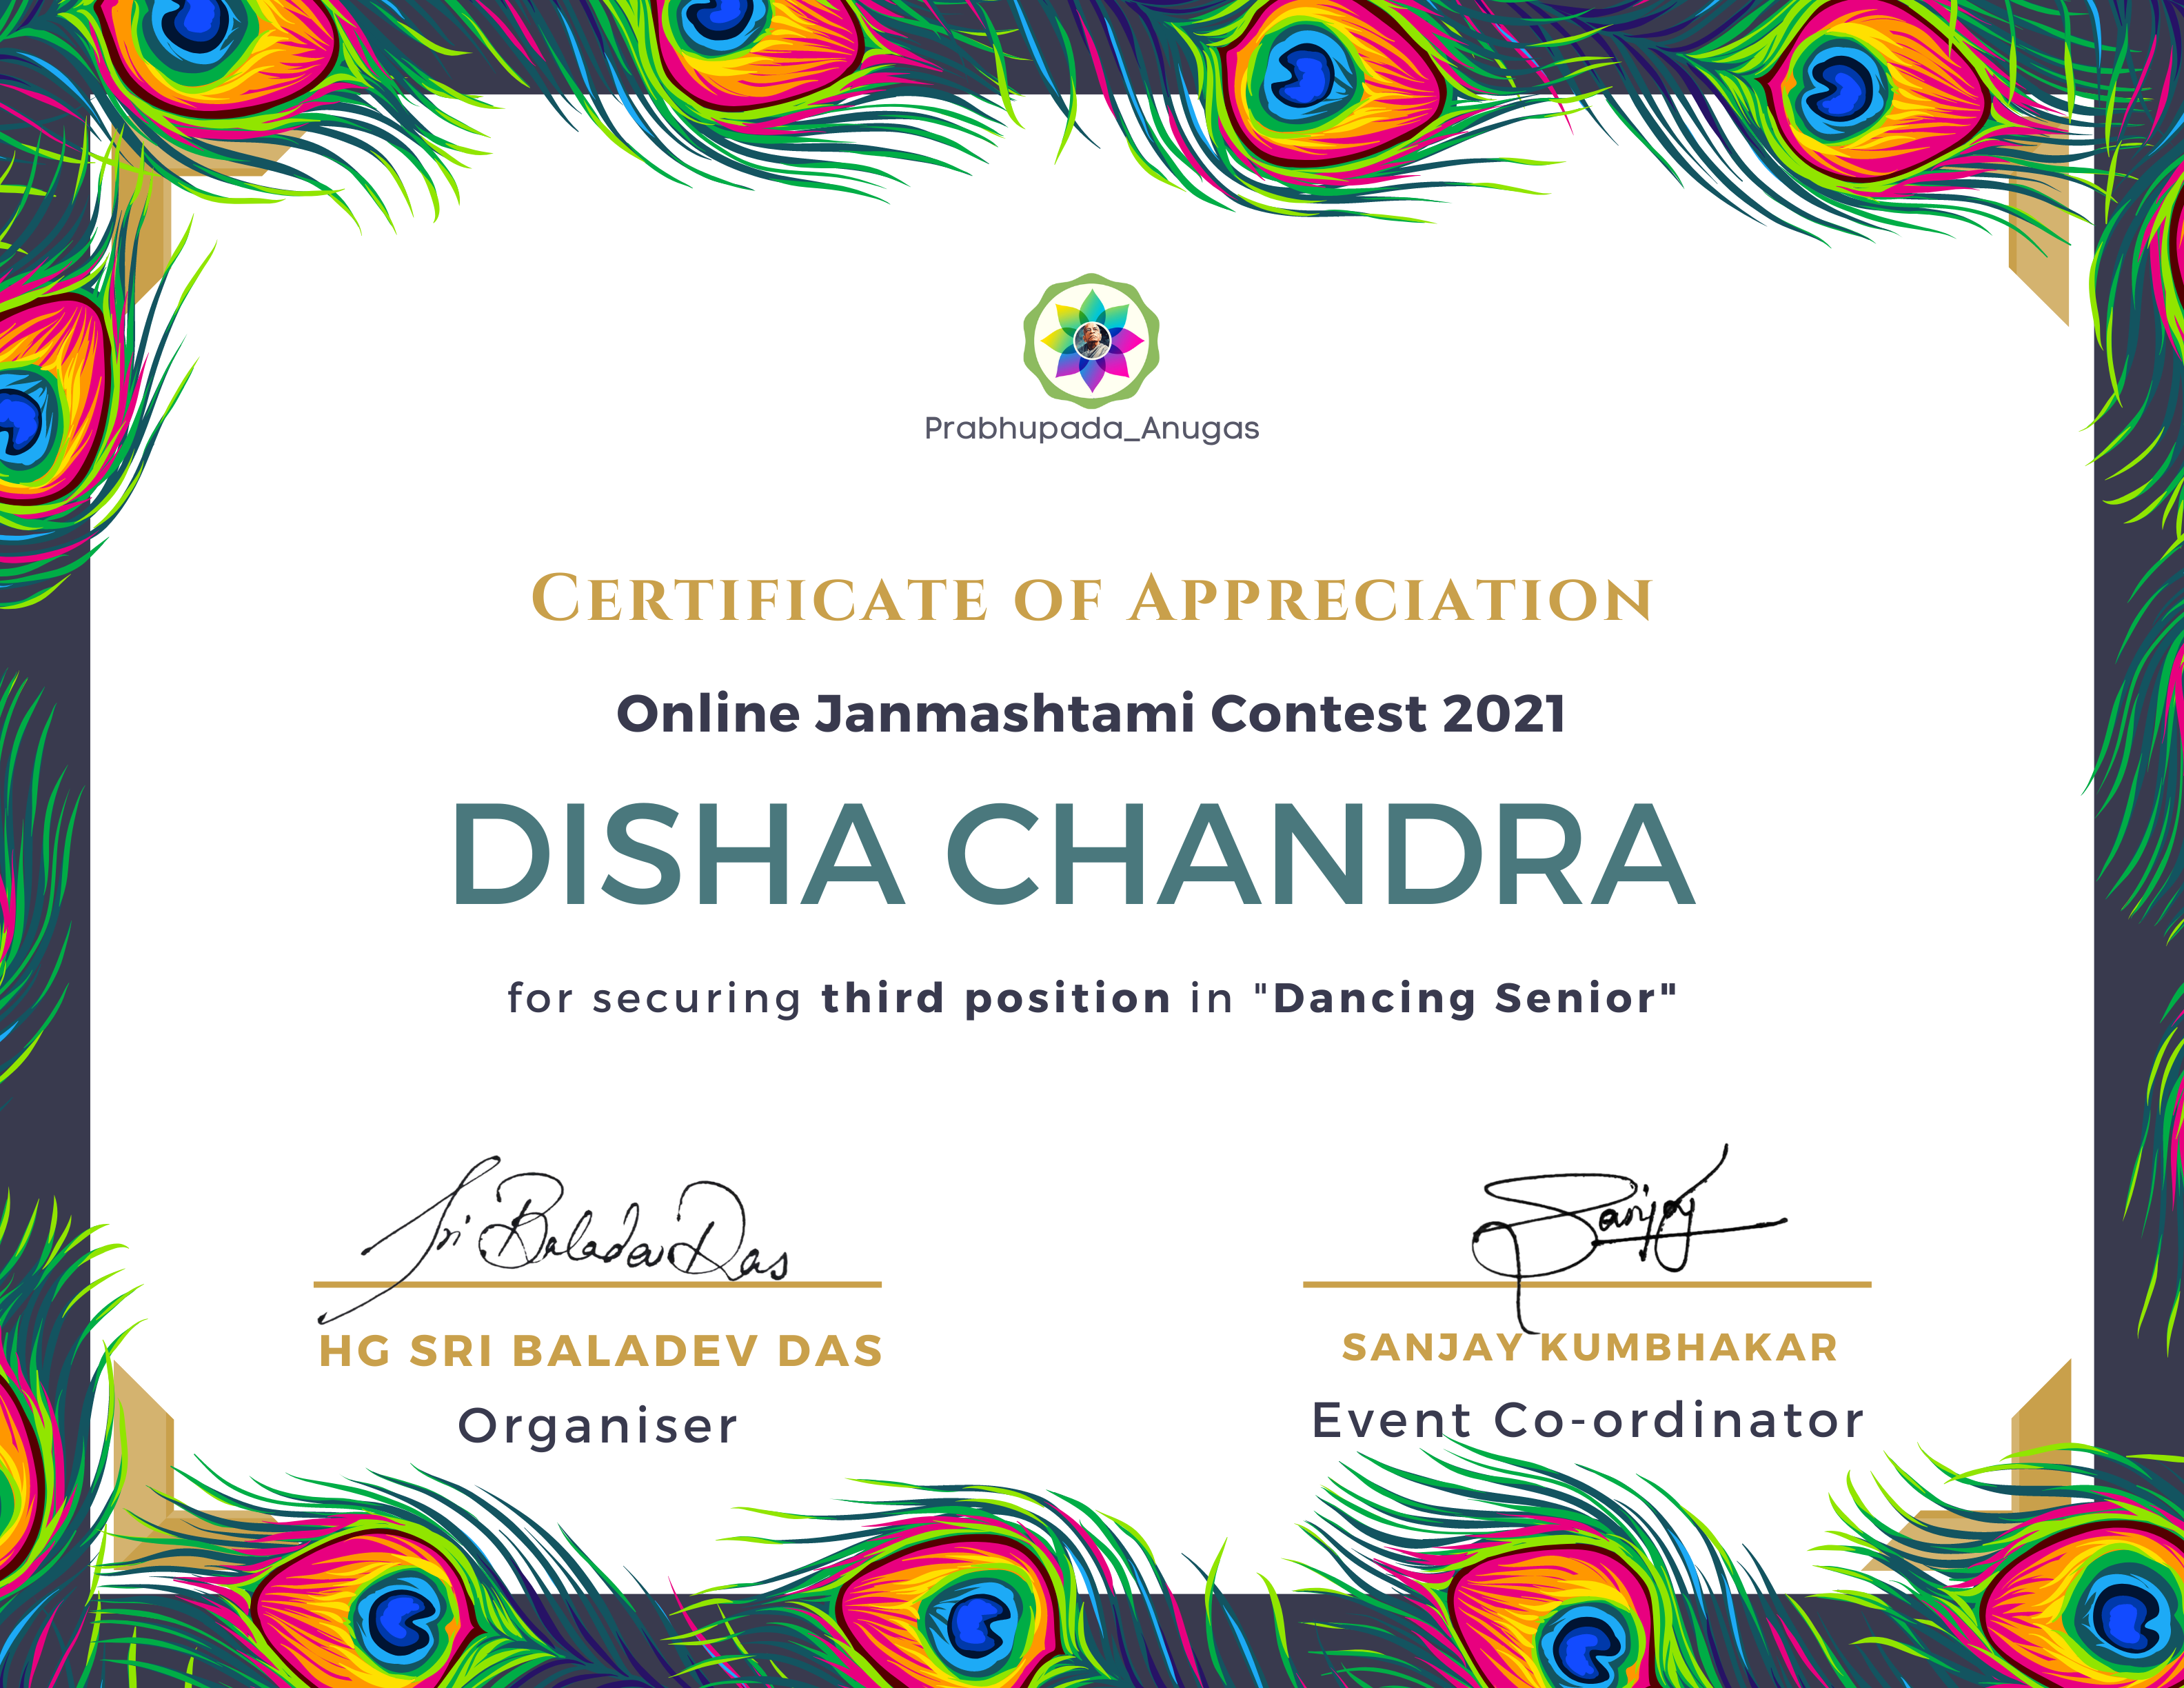 Prabhupada_Anugas
Certificate of Appreciation
Online Janmashtami Contest 2021
DISHA CHANDRA
for securing third position in "Dancing Senior"
Sri Baladev Das
Sanjay
HG SRI BALADEV DAS
SANJAY KUMBHAKAR
Organiser
Event Co-ordinator